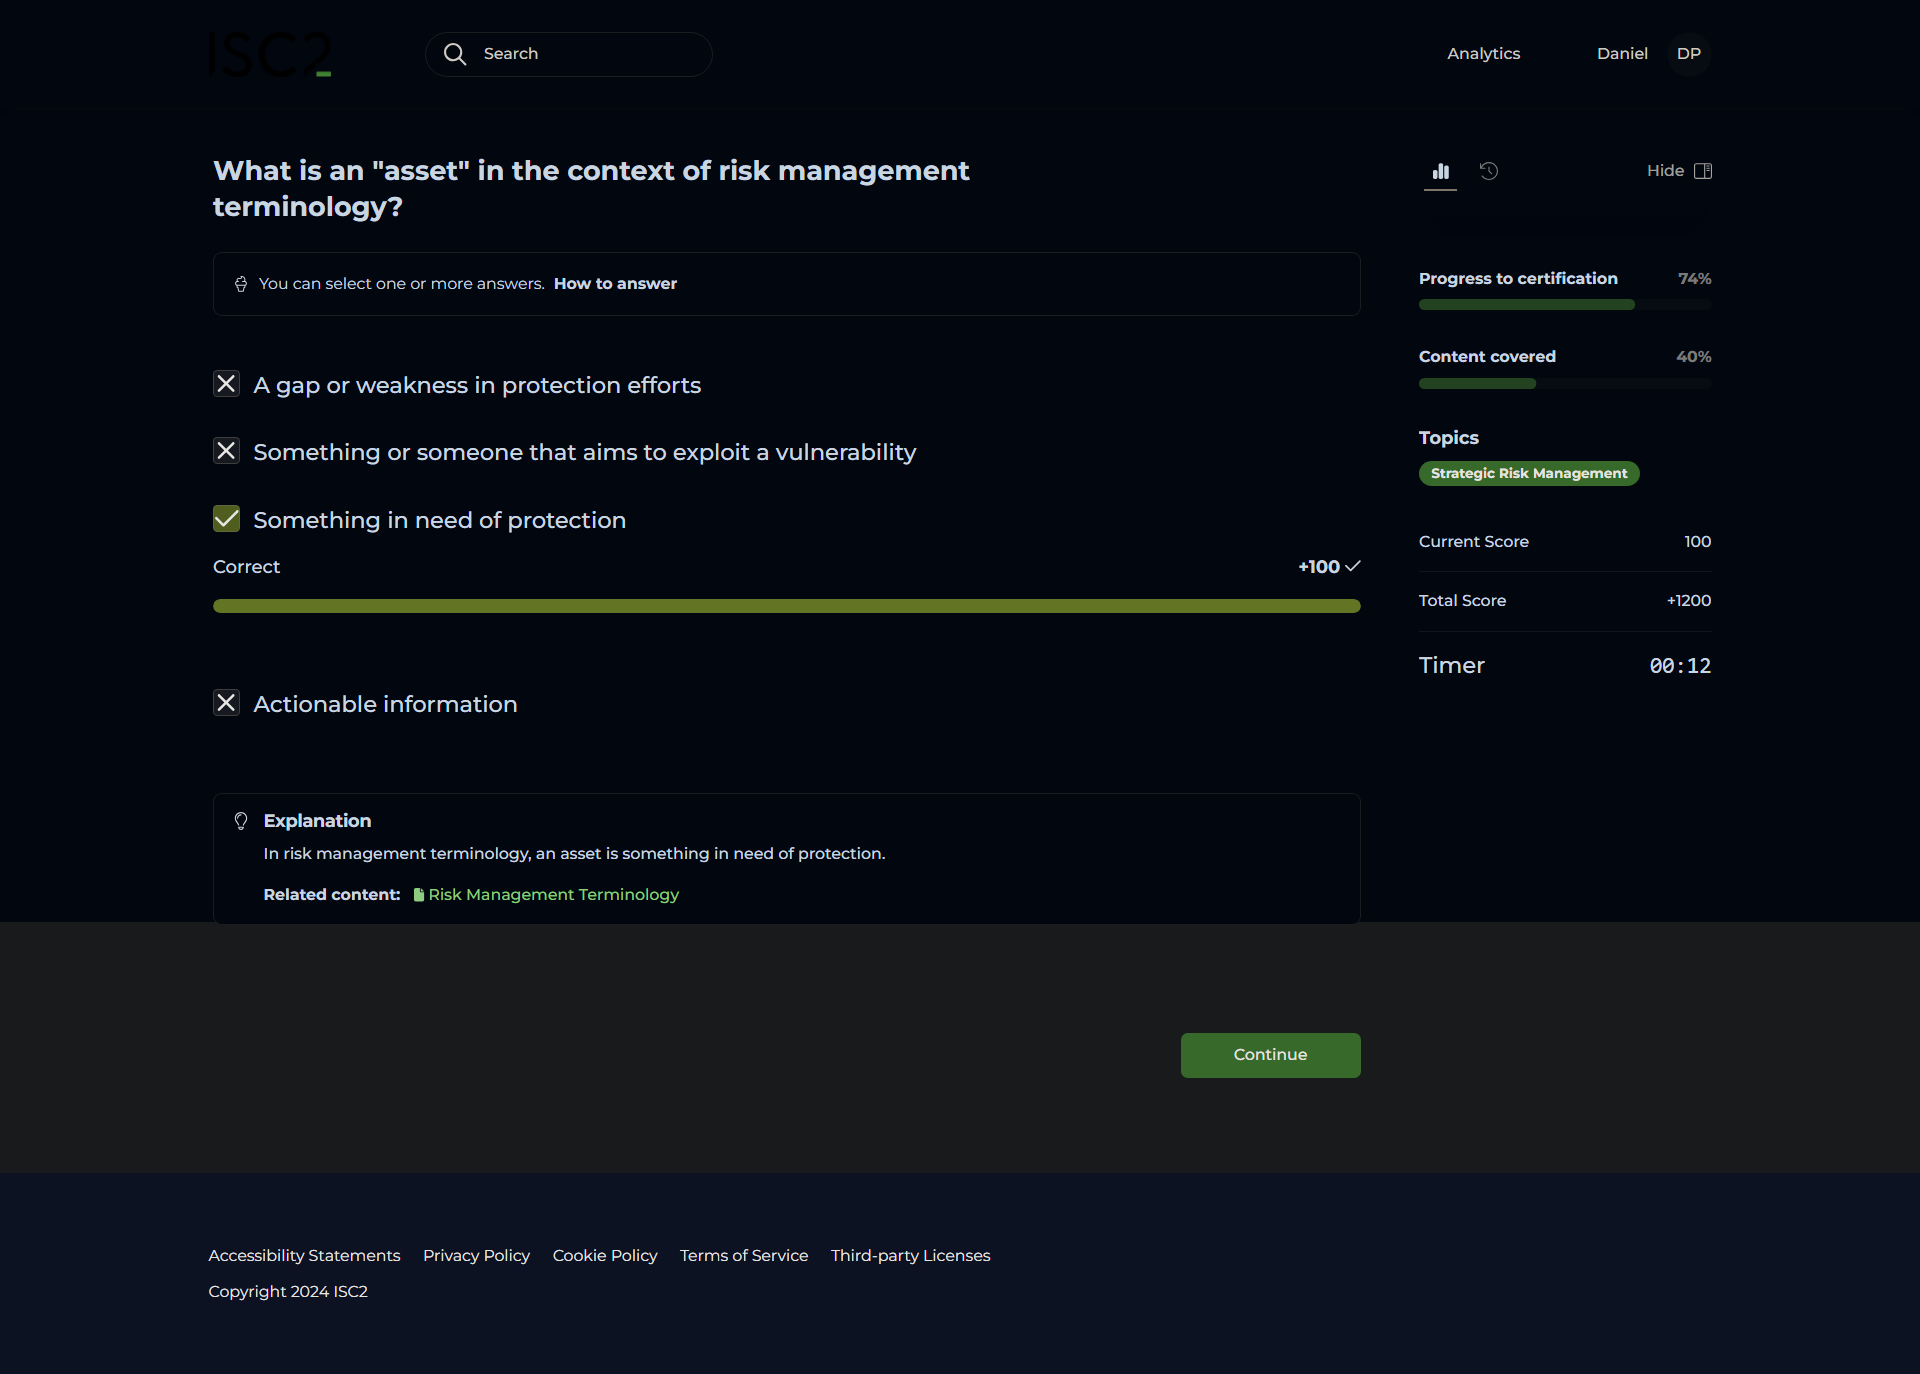 ISC2
Search
Analytics
Daniel
DP
What is an "asset" in the context of risk management
terminology?
You can select one or more answers. How to answer
A gap or weakness in protection efforts
Something or someone that aims to exploit a vulnerability
Something in need of protection
Correct
+100
Actionable information
Explanation
In risk management terminology, an asset is something in need of protection.
Related content: Risk Management Terminology
Hide
Progress to certification 74%
Content covered 40%
Topics
Strategic Risk Management
Current Score 100
Total Score +1200
Timer 00:12
Continue
Accessibility Statements Privacy Policy Cookie Policy Terms of Service Third-party Licenses
Copyright 2024 ISC2